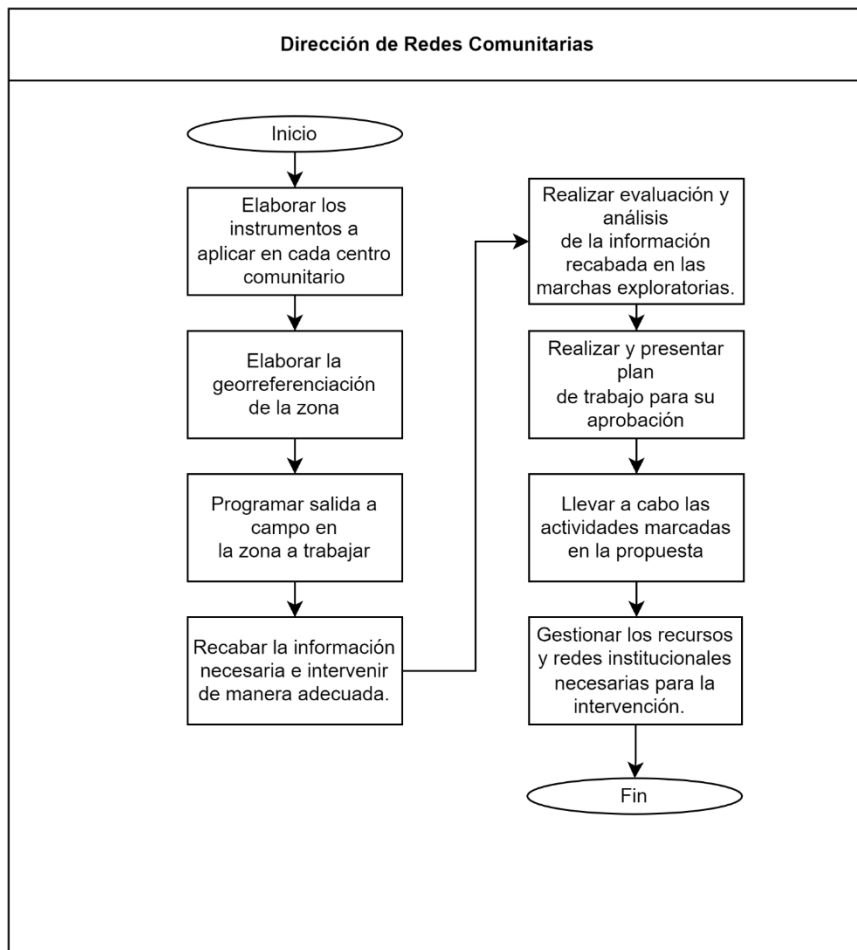 Dirección de Redes Comunitarias
Inicio
Elaborar los
instrumentos a
aplicar en cada centro
comunitario
Elaborar la
georreferenciación
de la zona
Programar salida a
campo en
la zona a trabajar
Recabar la información
necesaria e intervenir
de manera adecuada.
Realizar evaluación y
análisis
de la información
recabada en las
marchas exploratorias.
Realizar y presentar
plan
de trabajo para su
aprobación
Llevar a cabo las
actividades marcadas
en la propuesta
Gestionar los recursos
y redes institucionales
necesarias para la
intervención.
Fin